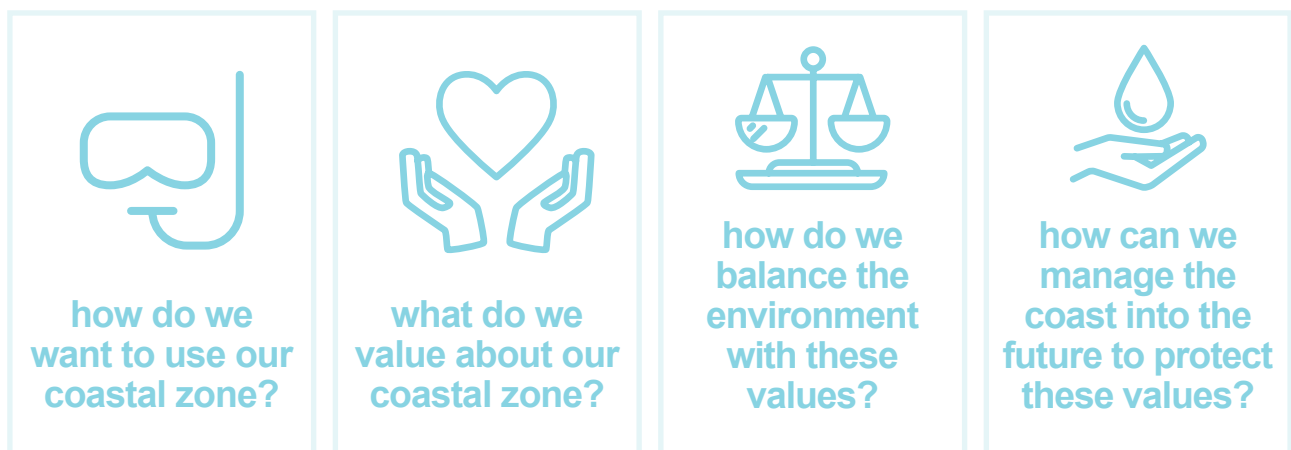 how do we
want to use our
coastal zone?
what do we
value about our
coastal zone?
how do we
balance the
environment
with these
values?
how can we
manage the
coast into the
future to protect
these values?